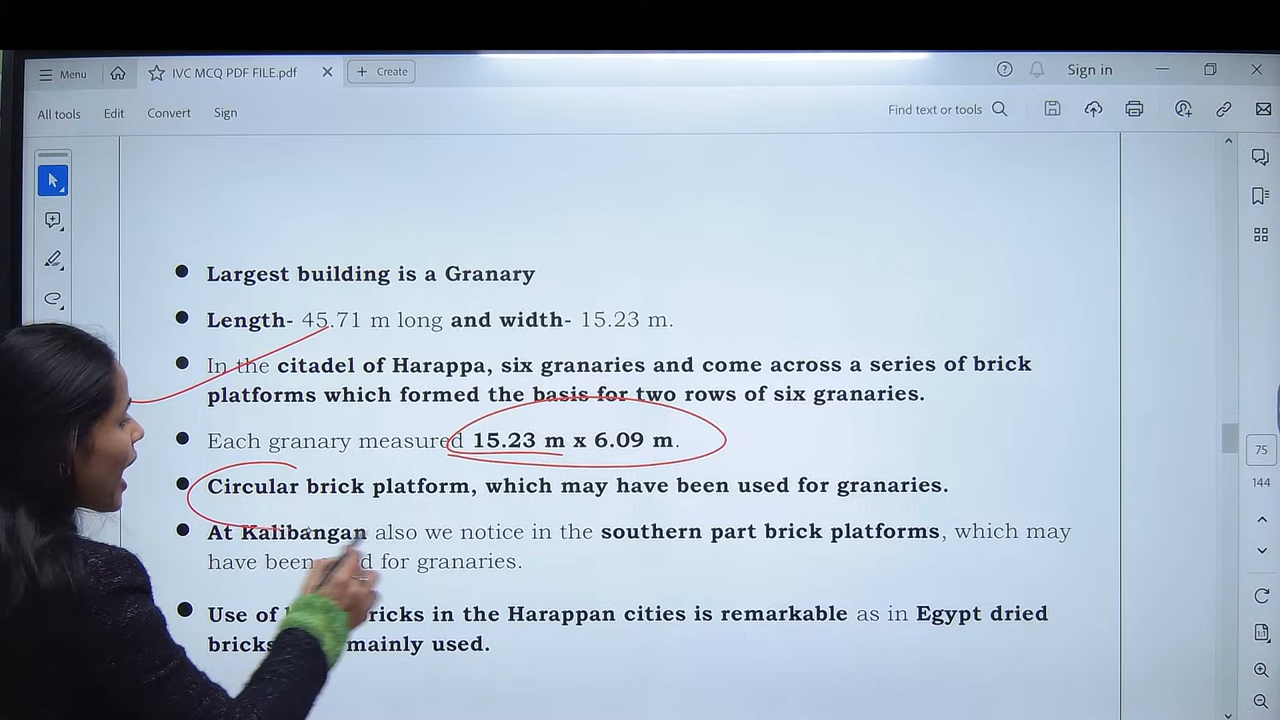 Menu
IVC MCQ PDF FILE.pdf
Create
Sign in
All tools
Edit
Convert
Sign
Find text or tools
Largest building is a Granary
Length- 45.71 m long and width- 15.23 m.
In the citadel of Harappa, six granaries and come across a series of brick
platforms which formed the basis for two rows of six granaries.
Each granary measured 15.23 m x 6.09 m.
Circular brick platform, which may have been used for granaries.
At Kalibangan also we notice in the southern part brick platforms, which may
have been for granaries.
Use of bricks in the Harappan cities is remarkable as in Egypt dried
bricks mainly used.
75
144